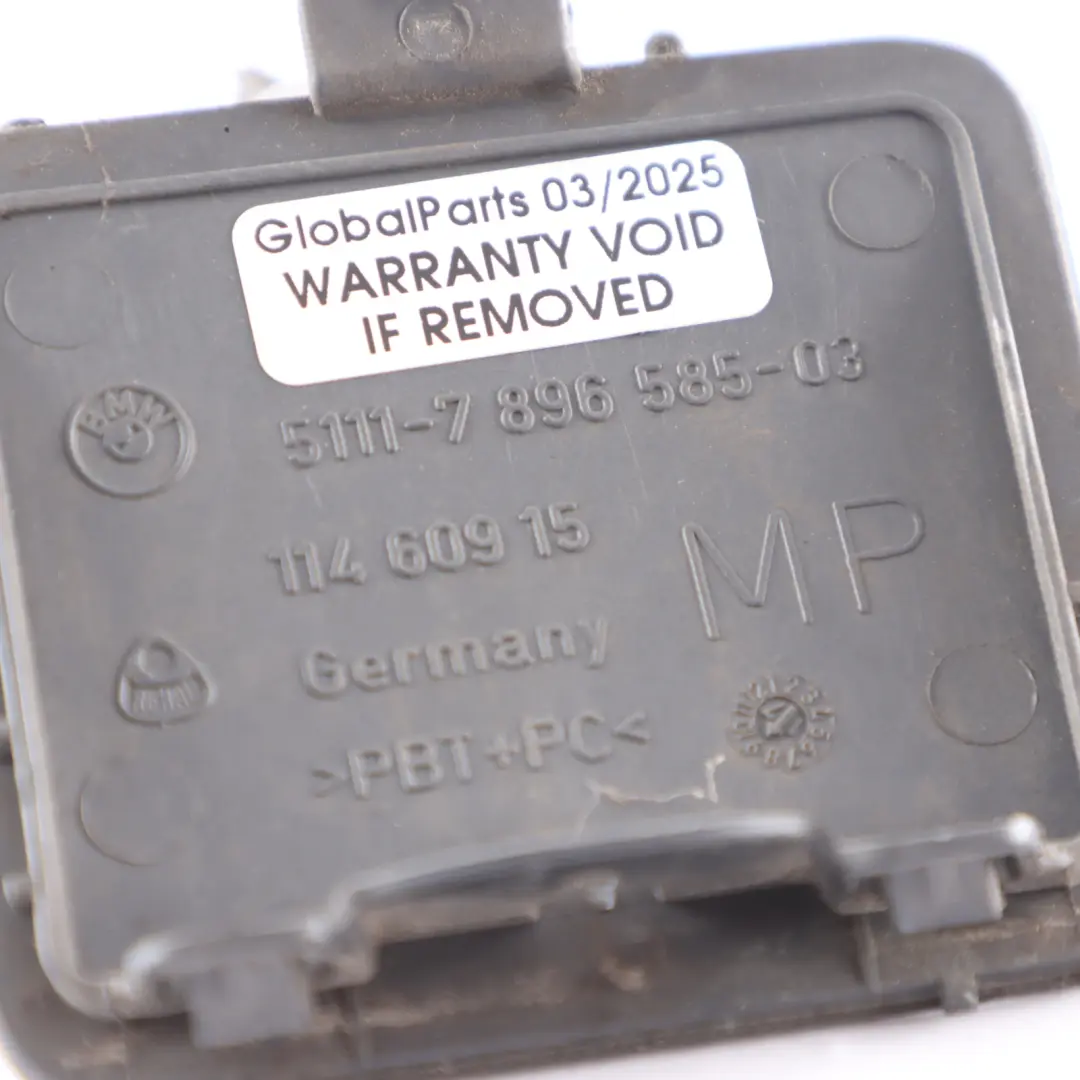 GlobalParts 03/2025
WARRANTY VOID
IF REMOVED
BMW
5111-7 896 585-03
114 609 15
MP
Germany
>PBT+PC<